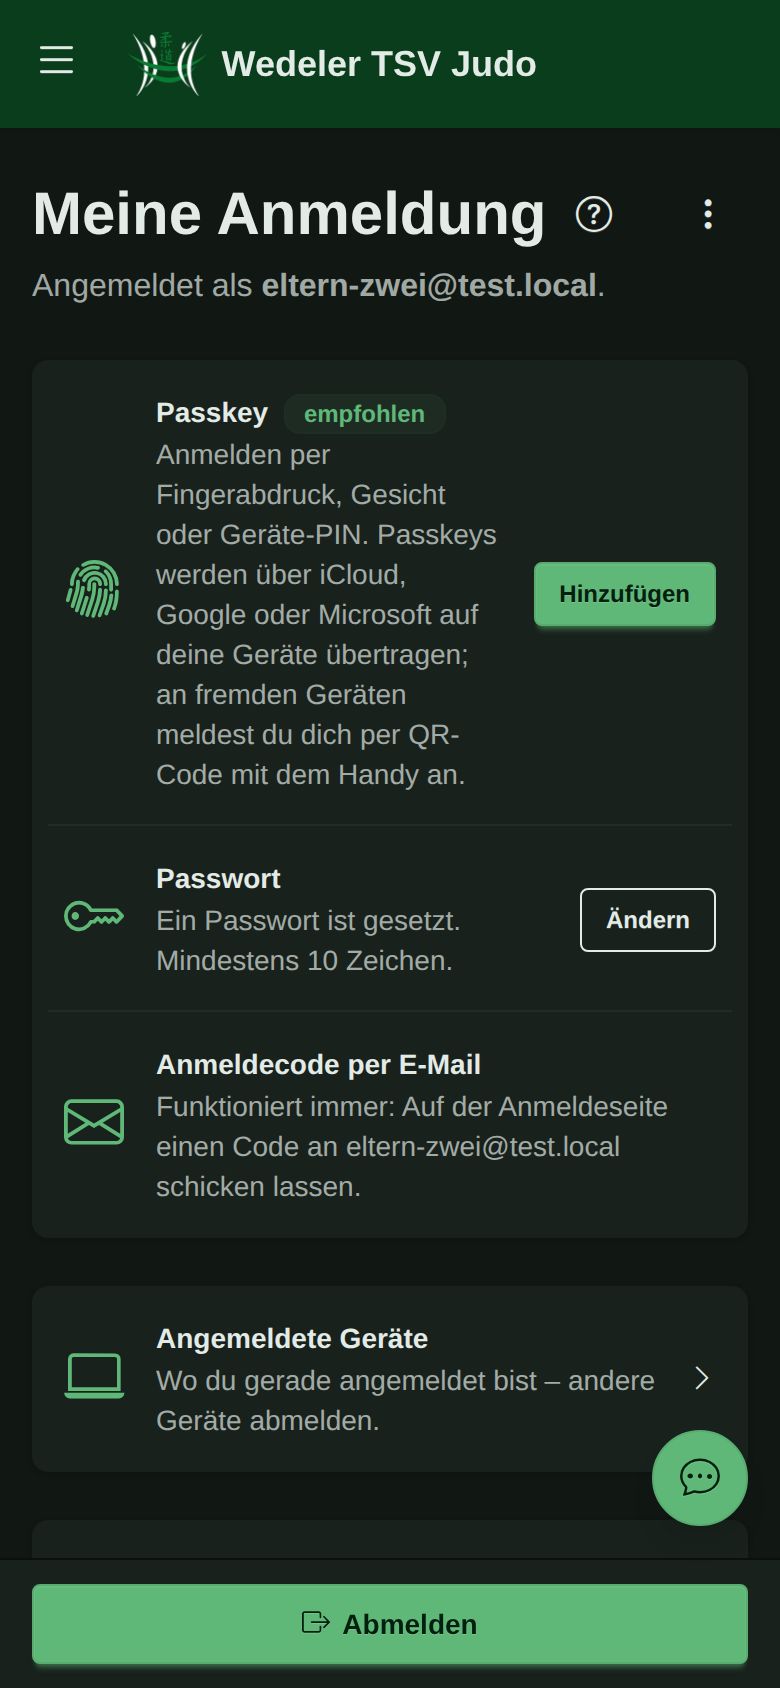 柔道
Wedeler TSV Judo
Meine Anmeldung ?
Angemeldet als eltern-zwei@test.local.
Passkey empfohlen
Anmelden per
Fingerabdruck, Gesicht
oder Geräte-PIN. Passkeys
werden über iCloud,
Google oder Microsoft auf
deine Geräte übertragen;
an fremden Geräten
meldest du dich per QR-
Code mit dem Handy an.
Hinzufügen
Passwort
Ein Passwort ist gesetzt.
Mindestens 10 Zeichen.
Ändern
Anmeldecode per E-Mail
Funktioniert immer: Auf der Anmeldeseite
einen Code an eltern-zwei@test.local
schicken lassen.
Angemeldete Geräte
Wo du gerade angemeldet bist – andere
Geräte abmelden.
Abmelden